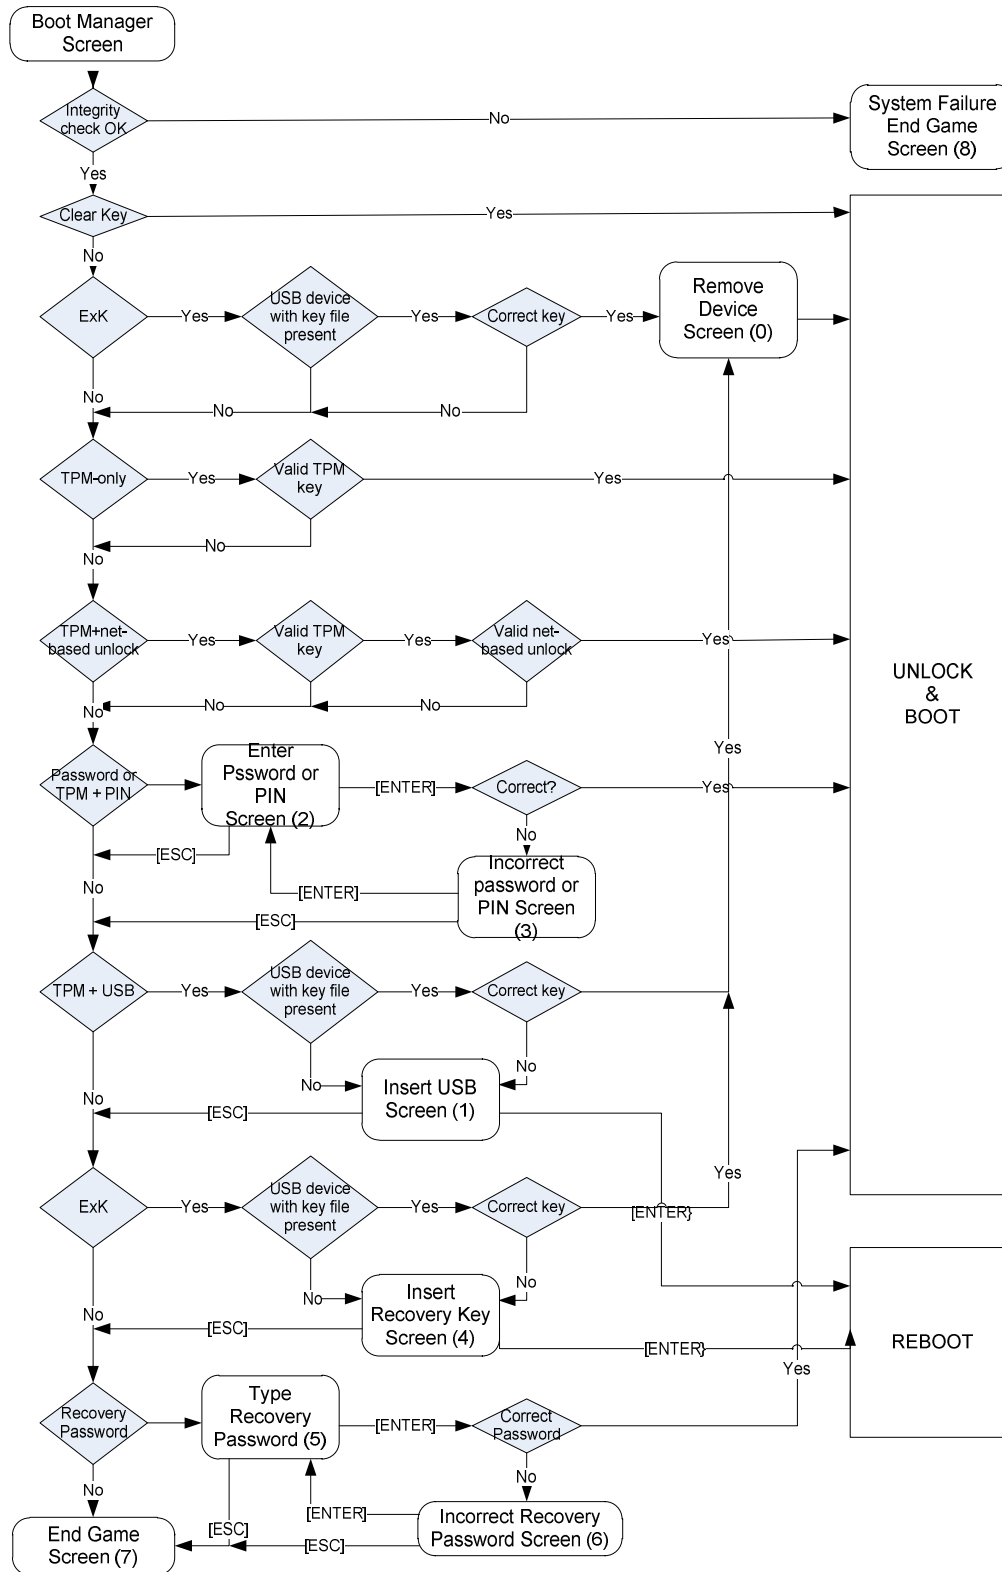 Boot Manager
Screen
Integrity
check OK
No
System Failure
End Game
Screen (8)
Yes
Clear Key
Yes
No
ExK
Yes
USB device
with key file
present
Yes
Correct key
Yes
Remove
Device
Screen (0)
No
No
No
TPM-only
Yes
Valid TPM
key
Yes
No
No
TPM+net-
based unlock
Yes
Valid TPM
key
Yes
Valid net-
based unlock
Yes
No
No
No
UNLOCK
&
BOOT
Yes
Password or
TPM + PIN
Enter
Pssword or
PIN
Screen (2)
[ENTER]
Correct?
Yes
[ESC]
No
No
Incorrect
password or
PIN Screen
(3)
[ENTER]
[ESC]
TPM + USB
Yes
USB device
with key file
present
Yes
Correct key
No
No
No
Insert USB
Screen (1)
[ESC]
Yes
ExK
Yes
USB device
with key file
present
Yes
Correct key
[ENTER}
No
No
No
Insert
Recovery Key
Screen (4)
[ESC]
[ENTER}
REBOOT
Yes
Recovery
Password
Type
Recovery
Password (5)
[ENTER]
Correct
Password
No
No
[ENTER]
Incorrect Recovery
Password Screen (6)
[ESC]
[ESC]
End Game
Screen (7)